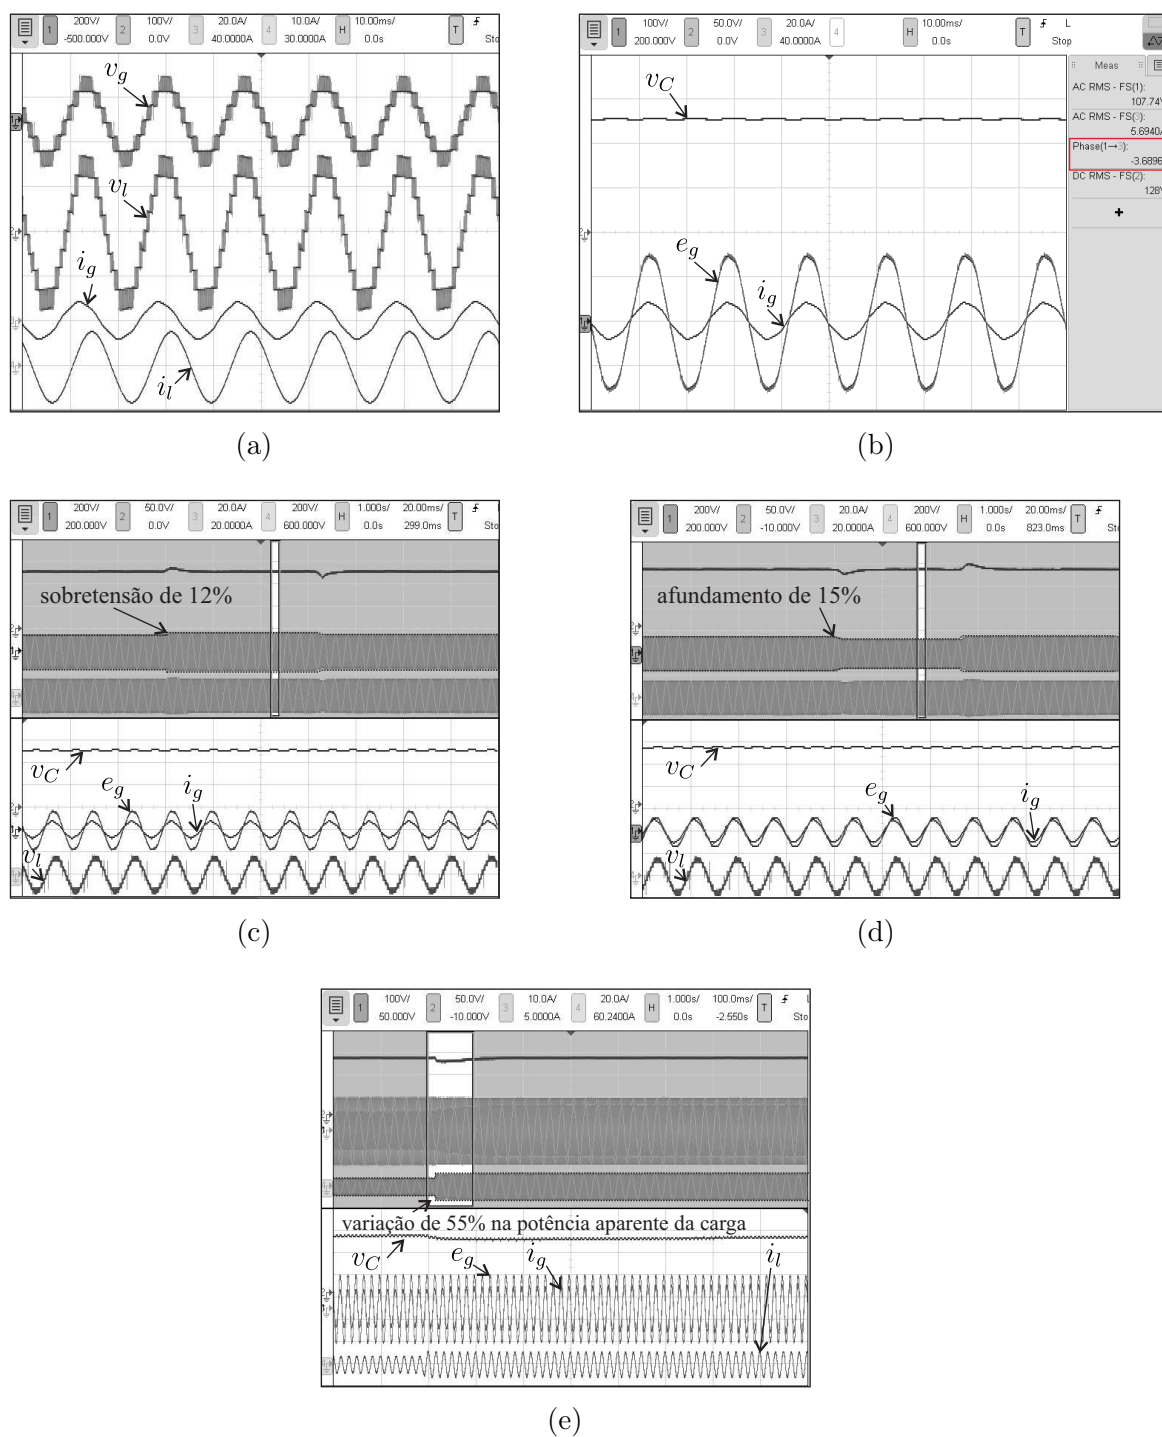 1 200V/ -500.000V 2 100V/ 0.0V 3 20.0A/ 40.0000A 4 10.0A/ 30.0000A H 10.00ms/ 0.0s T Sto
v_g
v_l
i_g
i_l
(a)
1 100V/ 200.000V 2 50.0V/ 0.0V 3 20.0A/ 40.0000A 4 H 10.00ms/ 0.0s T L Stop
Meas
AC RMS - FS(1):
107.74V
AC RMS - FS(3):
5.6940A
Phase(1→3):
-3.6896
DC RMS - FS(2):
128V
+
v_C
e_g
i_g
(b)
1 200V/ 200.000V 2 50.0V/ 0.0V 3 20.0A/ 20.0000A 4 200V/ 600.000V H 1.000s/ 0.0s 20.00ms/ 299.0ms T Sto
sobretensão de 12%
v_C
e_g
i_g
v_l
(c)
1 200V/ 200.000V 2 50.0V/ -10.000V 3 20.0A/ 20.0000A 4 200V/ 600.000V H 1.000s/ 0.0s 20.00ms/ 823.0ms T Sto
afundamento de 15%
v_C
e_g
i_g
v_l
(d)
1 100V/ 50.000V 2 50.0V/ -10.000V 3 10.0A/ 5.0000A 4 20.0A/ 60.2400A H 1.000s/ 0.0s 100.0ms/ -2.550s T Sto
variação de 55% na potência aparente da carga
v_C
e_g
i_g
i_l
(e)